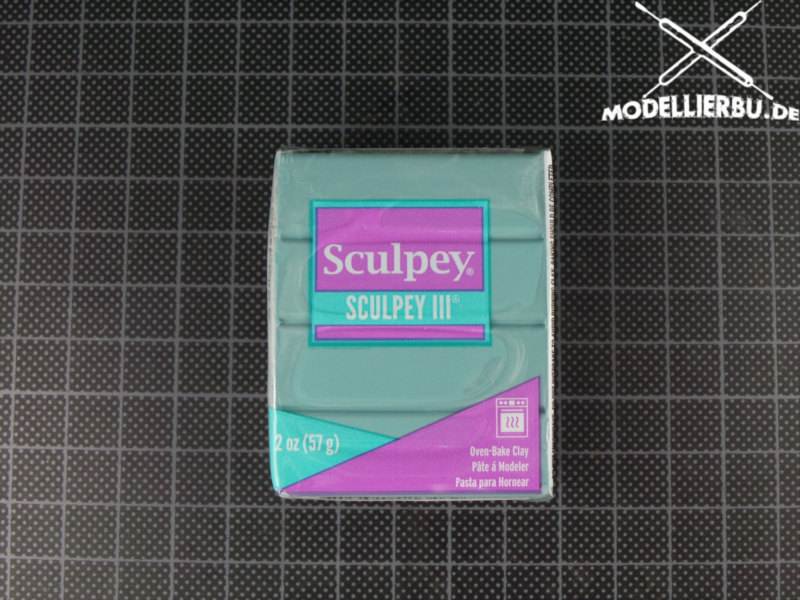 MODELLIERBU.DE
Sculpey®
SCULPEY III®
2 oz (57 g)
Oven-Bake Clay
Pâte á Modeler
Pasta para Hornear